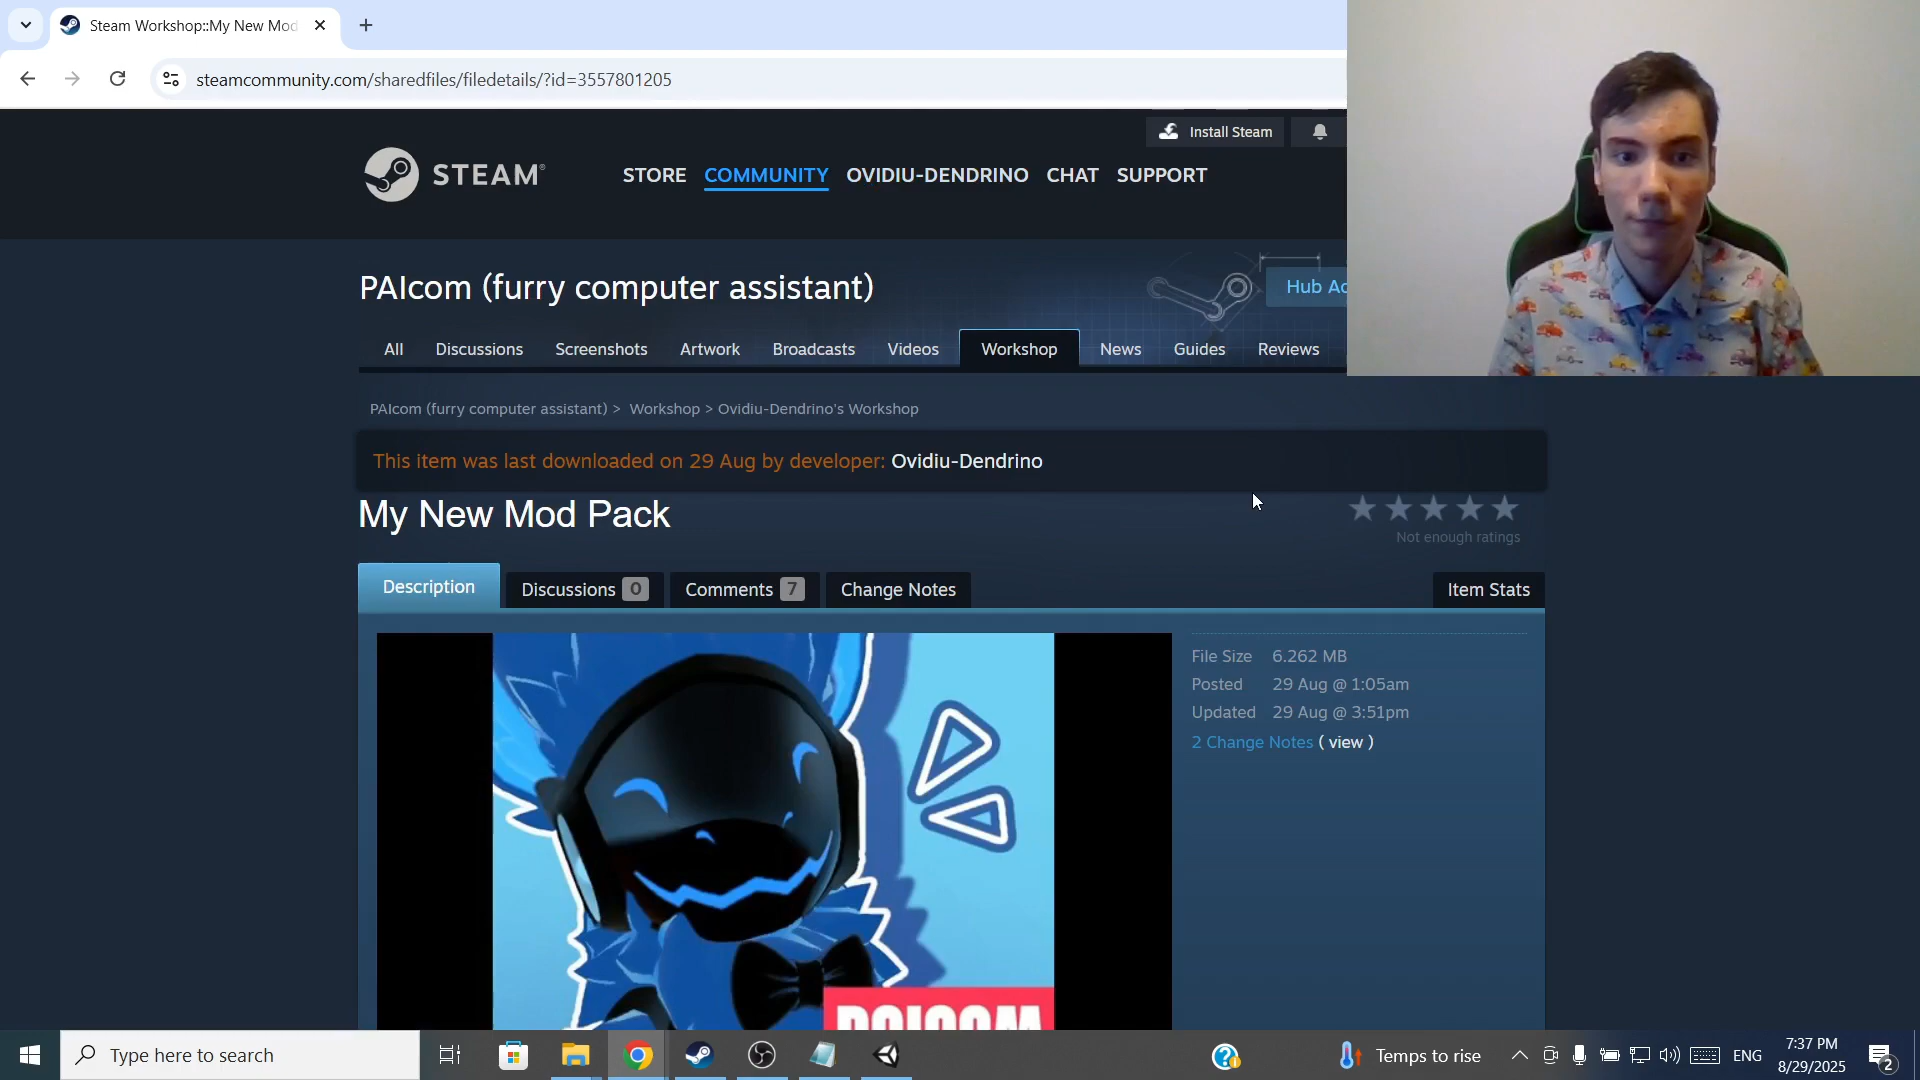 Steam Workshop::My New Mod
steamcommunity.com/sharedfiles/filedetails/?id=3557801205
Install Steam
STEAM®
STORE COMMUNITY OVIDIU-DENDRINO CHAT SUPPORT
PAIcom (furry computer assistant)
Hub Ad
All Discussions Screenshots Artwork Broadcasts Videos Workshop News Guides Reviews
PAIcom (furry computer assistant) > Workshop > Ovidiu-Dendrino's Workshop
This item was last downloaded on 29 Aug by developer: Ovidiu-Dendrino
My New Mod Pack
Not enough ratings
Description Discussions 0 Comments 7 Change Notes Item Stats
File Size 6.262 MB
Posted 29 Aug @ 1:05am
Updated 29 Aug @ 3:51pm
2 Change Notes ( view )
Type here to search
Temps to rise
ENG
7:37 PM
8/29/2025
2